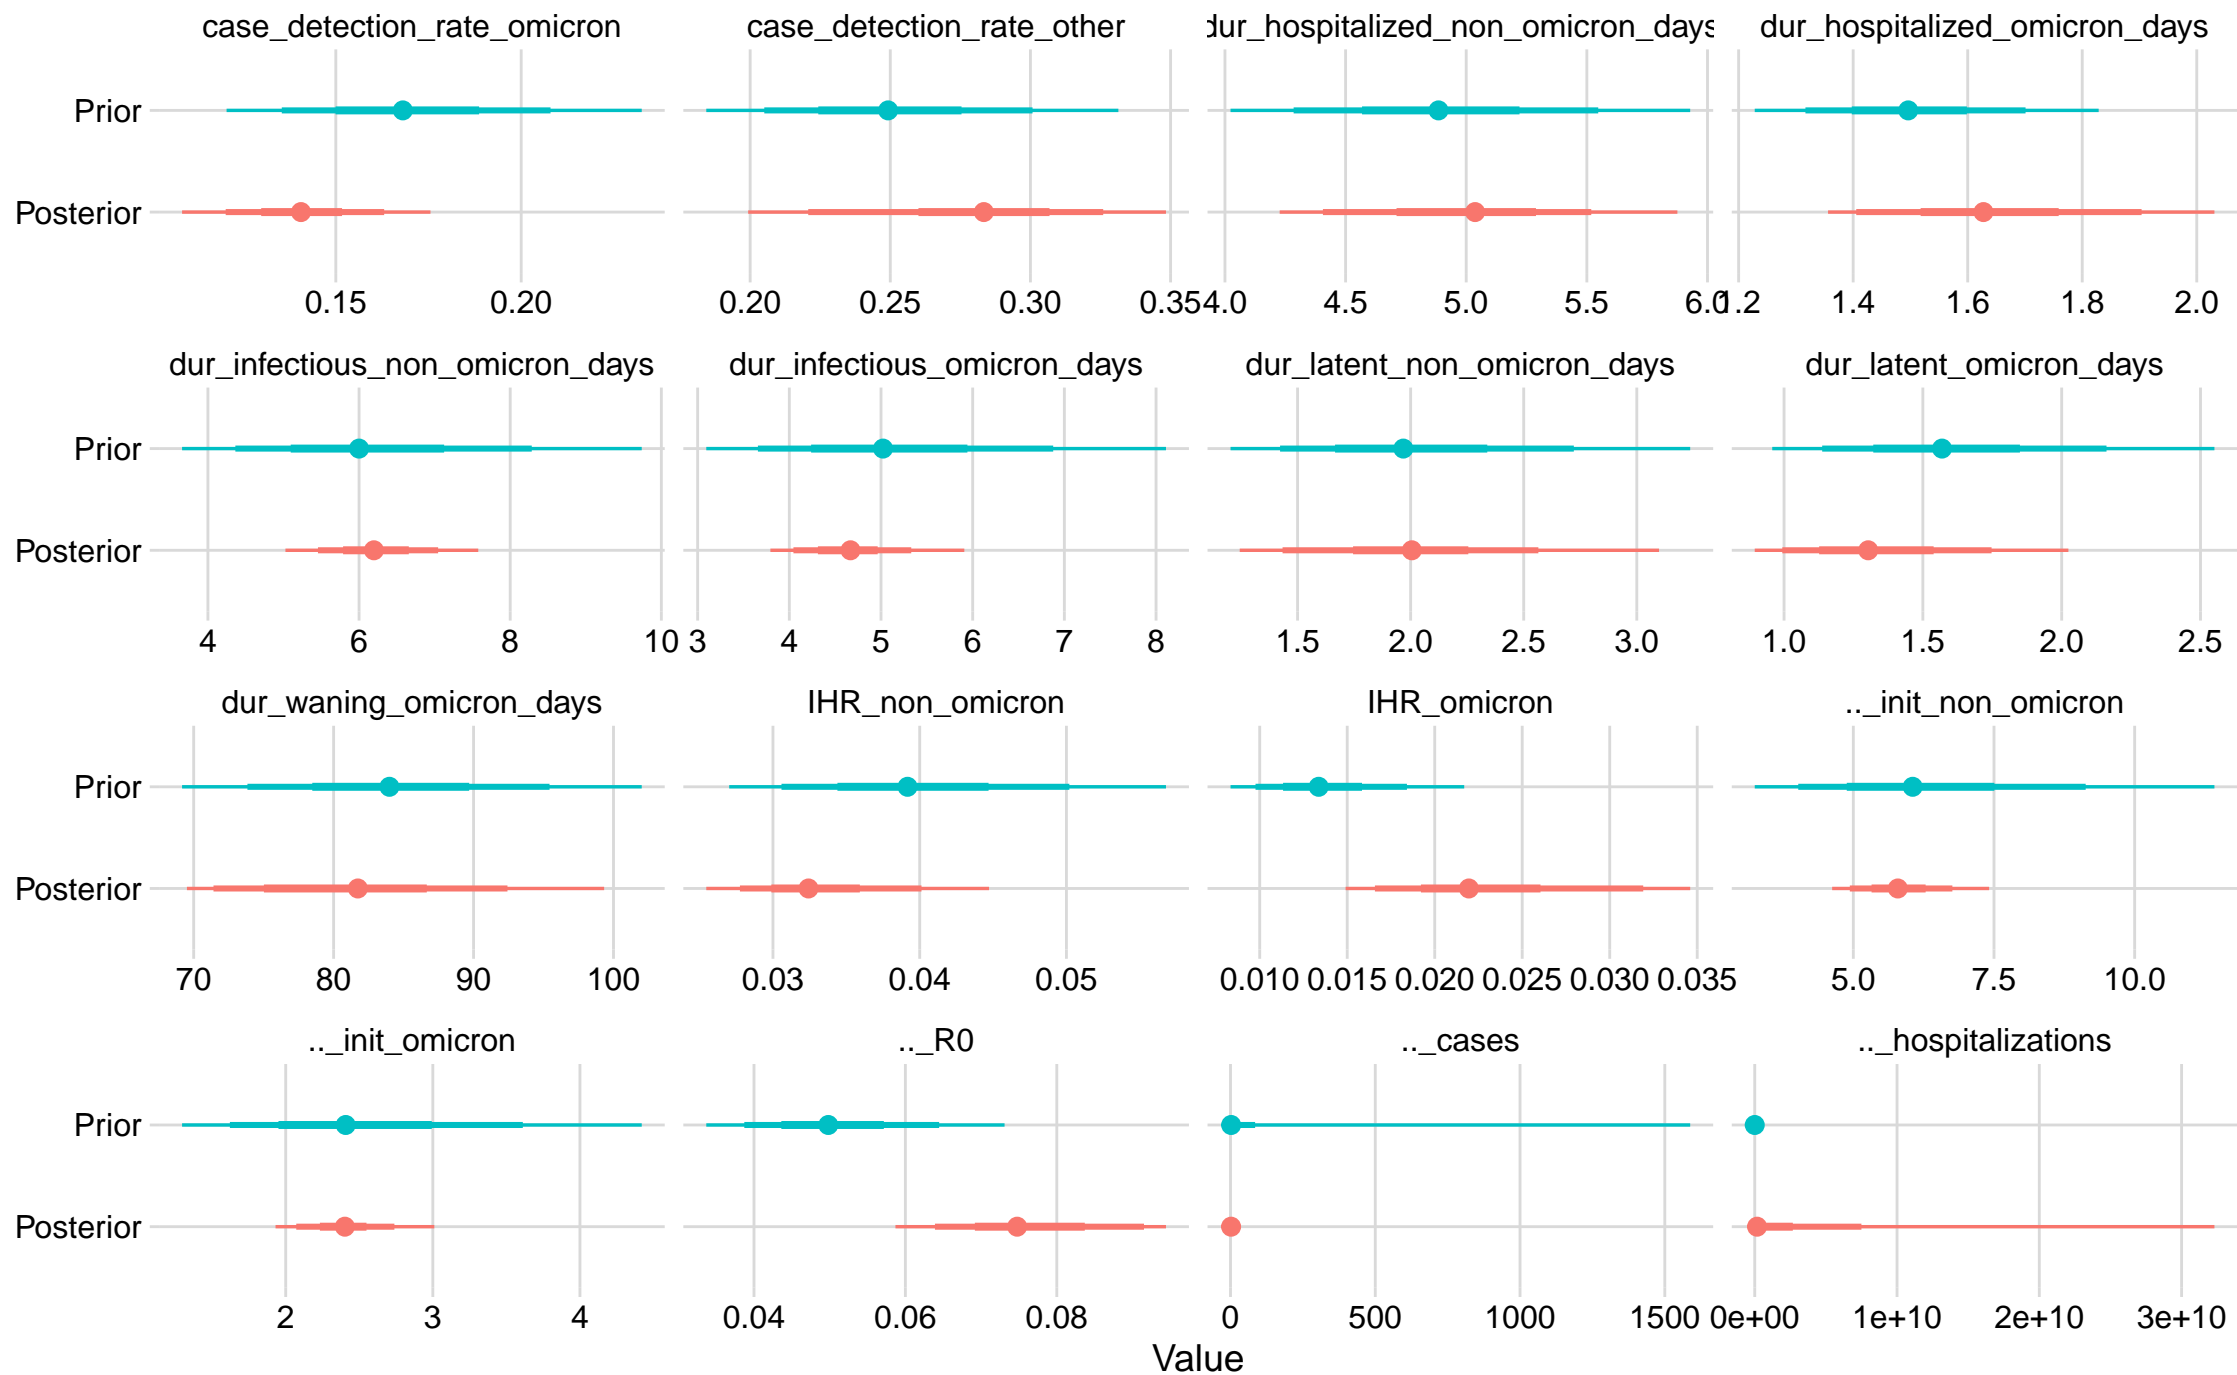 case_detection_rate_omicron case_detection_rate_other dur_hospitalized_non_omicron_days dur_hospitalized_omicron_days
Prior
Posterior
0.15 0.20 0.20 0.25 0.30 0.35 4.0 4.5 5.0 5.5 6.0 1.2 1.4 1.6 1.8 2.0
dur_infectious_non_omicron_days dur_infectious_omicron_days dur_latent_non_omicron_days dur_latent_omicron_days
Prior
Posterior
4 6 8 10 3 4 5 6 7 8 1.5 2.0 2.5 3.0 1.0 1.5 2.0 2.5
dur_waning_omicron_days IHR_non_omicron IHR_omicron .._init_non_omicron
Prior
Posterior
70 80 90 100 0.03 0.04 0.05 0.010 0.015 0.020 0.025 0.030 0.035 5.0 7.5 10.0
.._init_omicron .._R0 .._cases .._hospitalizations
Prior
Posterior
2 3 4 0.04 0.06 0.08 0 500 1000 1500 0e+00 1e+10 2e+10 3e+10
Value